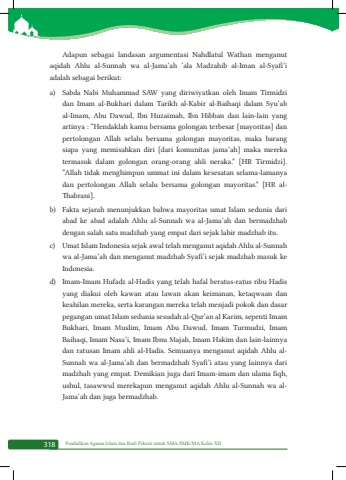 Adapun sebagai landasan argumentasi Nahdlatul Wathan menganut
aqidah Ahlu al-Sunnah wa al-Jama'ah 'ala Madzahib al-Iman al-Syafi'i
adalah sebagai berikut:
a) Sabda Nabi Muhammad SAW yang diriwiyatkan oleh Imam Tirmidzi
dan Imam al-Bukhari dalam Tarikh al-Kabir al-Baihaqi dalam Syu'ab
al-Imam, Abu Dawud, Ibn Huzaimah, Ibn Hibban dan lain-lain yang
artinya : "Hendaklah kamu bersama golongan terbesar [mayoritas] dan
pertolongan Allah selalu bersama golongan mayoritas, maka barang
siapa yang memisahkan diri [dari komunitas jama'ah] maka mereka
termasuk dalam golongan orang-orang ahli neraka." [HR Tirmidzi].
"Allah tidak menghimpun ummat ini dalam kesesatan selama-lamanya
dan pertolongan Allah selalu bersama golongan mayoritas." [HR al-
Thabrani].
b) Fakta sejarah menunjukkan bahwa mayoritas umat Islam sedunia dari
abad ke abad adalah Ahlu al-Sunnah wa al-Jama'ah dan bermadzhab
dengan salah satu madzhab yang empat dari sejak lahir madzhab itu.
c) Umat Islam Indonesia sejak awal telah menganut aqidah Ahlu al-Sunnah
wa al-Jama'ah dan menganut madzhab Syafi'i sejak madzhab masuk ke
Indonesia.
d) Imam-Imam Hufadz al-Hadis yang telah hafal beratus-ratus ribu Hadis
yang diakui oleh kawan atau lawan akan keimanan, ketaqwaan dan
keahilan mereka, serta karangan mereka telah menjadi pokok dan dasar
pegangan umat Islam sedunia sesudah al-Qur'an al Karim, sepenti Imam
Bukhari, Imam Muslim, Imam Abu Dawud, Imam Turmudzi, Imam
Baihaqi, Imam Nasa'i, Imam Ibnu Majah, Imam Hakim dan lain-lainnya
dan ratusan Imam ahli al-Hadis. Semuanya menganut aqidah Ahlu al-
Sunnah wa al-Jama'ah dan bermadzhab Syafi'i atau yang lainnya dari
madzhah yang empat. Demikian juga dari Imam-imam dan ulama fiqh,
ushul, tasawwul merekapun menganut aqidah Ahlu al-Sunnah wa al-
Jama'ah dan juga bermadzhab.
318 Pendidikan Agama Islam dan Budi Pekerti untuk SMA/SMK/MA Kelas XII